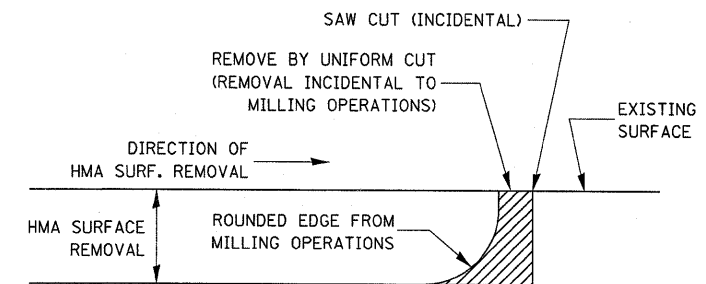 SAW CUT (INCIDENTAL)
REMOVE BY UNIFORM CUT
(REMOVAL INCIDENTAL TO
MILLING OPERATIONS)
EXISTING
SURFACE
DIRECTION OF
HMA SURF. REMOVAL
HMA SURFACE
REMOVAL
ROUNDED EDGE FROM
MILLING OPERATIONS